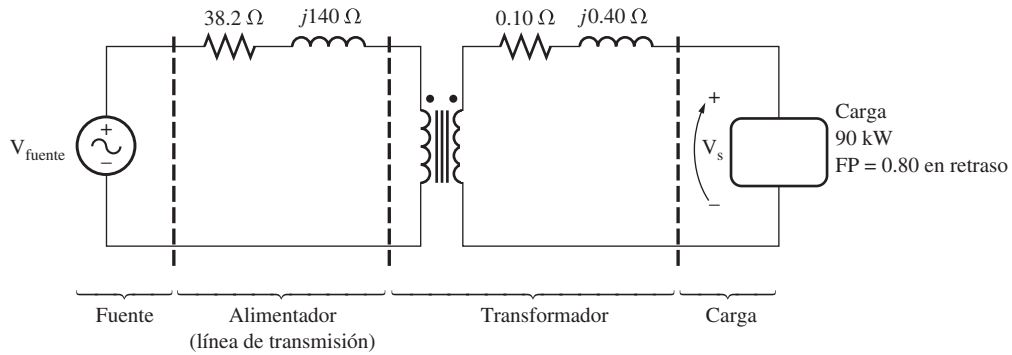 38.2 Ω
j140 Ω
0.10 Ω
j0.40 Ω
+
−
V_fuente
+
V_s
−
Carga
90 kW
FP = 0.80 en retraso
Fuente
Alimentador
(línea de transmisión)
Transformador
Carga